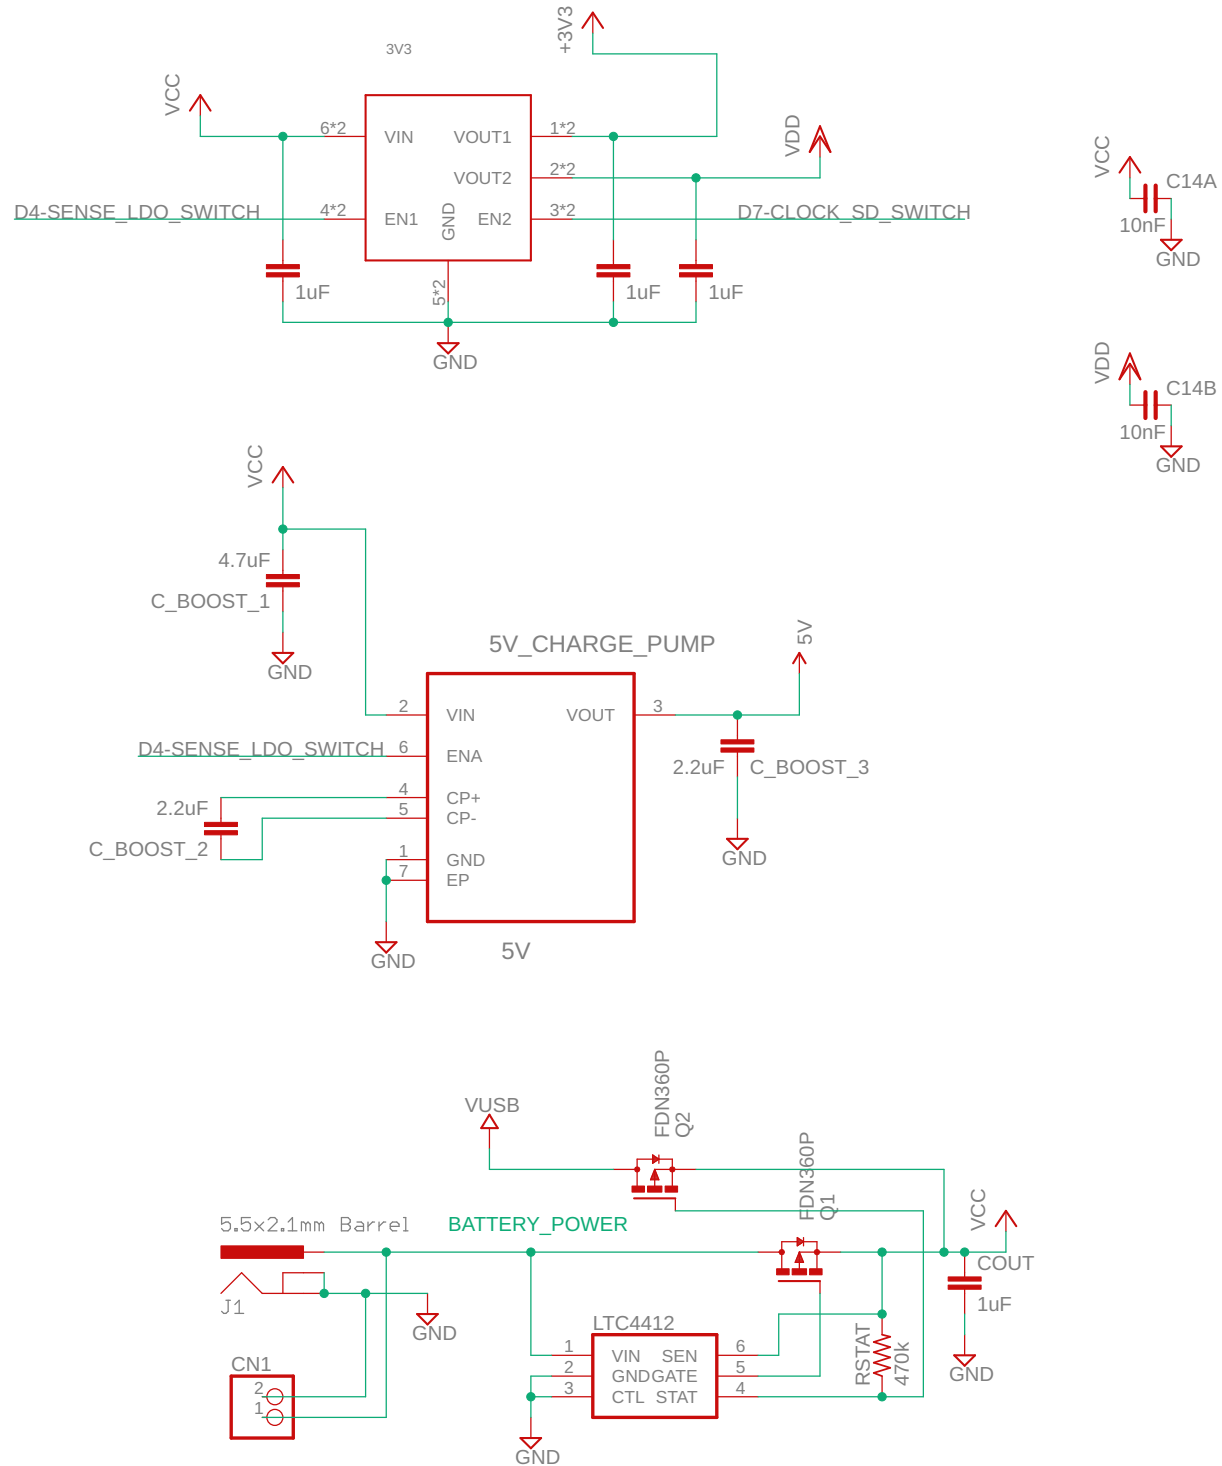 +3V3
3V3
VCC
6*2
VIN
VOUT1
1*2
VDD
VOUT2
2*2
D4-SENSE_LDO_SWITCH
4*2
EN1
GND
EN2
3*2
D7-CLOCK_SD_SWITCH
5*2
1uF
1uF
1uF
GND
VCC
C14A
10nF
GND
VDD
C14B
10nF
GND
VCC
4.7uF
C_BOOST_1
GND
5V_CHARGE_PUMP
5V
2
VIN
VOUT
3
D4-SENSE_LDO_SWITCH
6
ENA
2.2uF
C_BOOST_3
4
CP+
2.2uF
5
CP-
C_BOOST_2
1
GND
7
EP
GND
GND
5V
VUSB
FDN360P
Q2
FDN360P
Q1
VCC
5.5x2.1mm Barrel
BATTERY_POWER
COUT
1uF
GND
J1
GND
LTC4412
1
VIN
SEN
6
2
GND
GATE
5
3
CTL
STAT
4
RSTAT
470k
GND
CN1
2
1